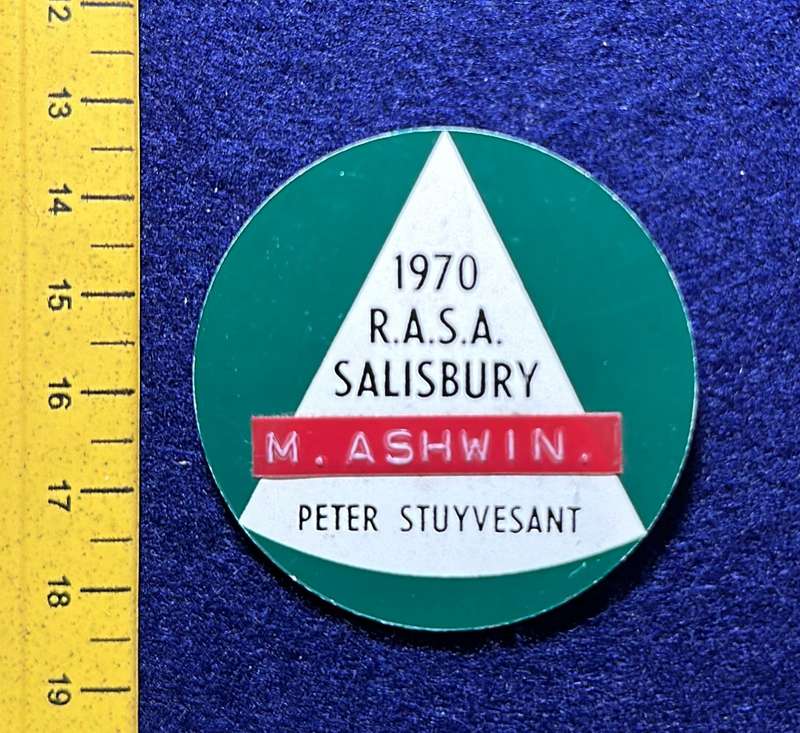 12
13
14
15
16
17
18
19
1970
R.A.S.A.
SALISBURY
M. ASHWIN.
PETER STUYVESANT